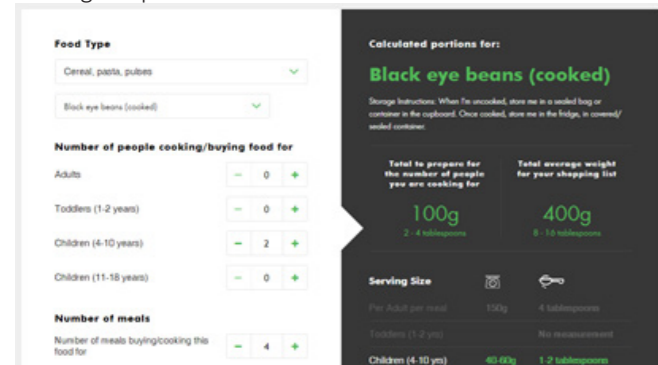 Food Type
Cereal, pasta, pulses
Black eye beans (cooked)
Number of people cooking/buying food for
Adults - 0 +
Toddlers (1-2 years) - 0 +
Children (4-10 years) - 2 +
Children (11-18 years) - 0 +
Number of meals
Number of meals buying/cooking this
food for - 4 +
Calculated portions for:
Black eye beans (cooked)
Storage Instructions: When I'm uncooked, store me in a sealed bag or
container in the cupboard. Once cooked, store me in the fridge, in covered/
sealed container.
Total to prepare for
the number of people
you are cooking for
100g
2 - 4 tablespoons
Total average weight
for your shopping list
400g
8 - 16 tablespoons
Serving Size
Per Adult per meal 150g 4 tablespoons
Toddlers (1-2 yrs) No measurement
Children (4-10 yrs) 40-60g 1-2 tablespoons